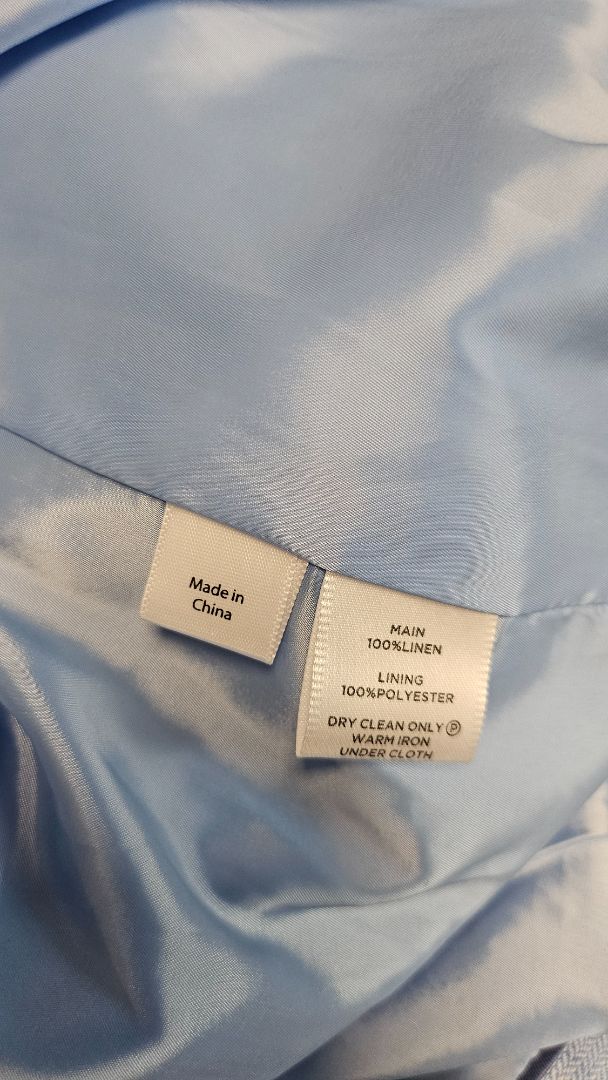 Made in
China
MAIN
100%LINEN
LINING
100%POLYESTER
DRY CLEAN ONLY Ⓟ
WARM IRON
UNDER CLOTH